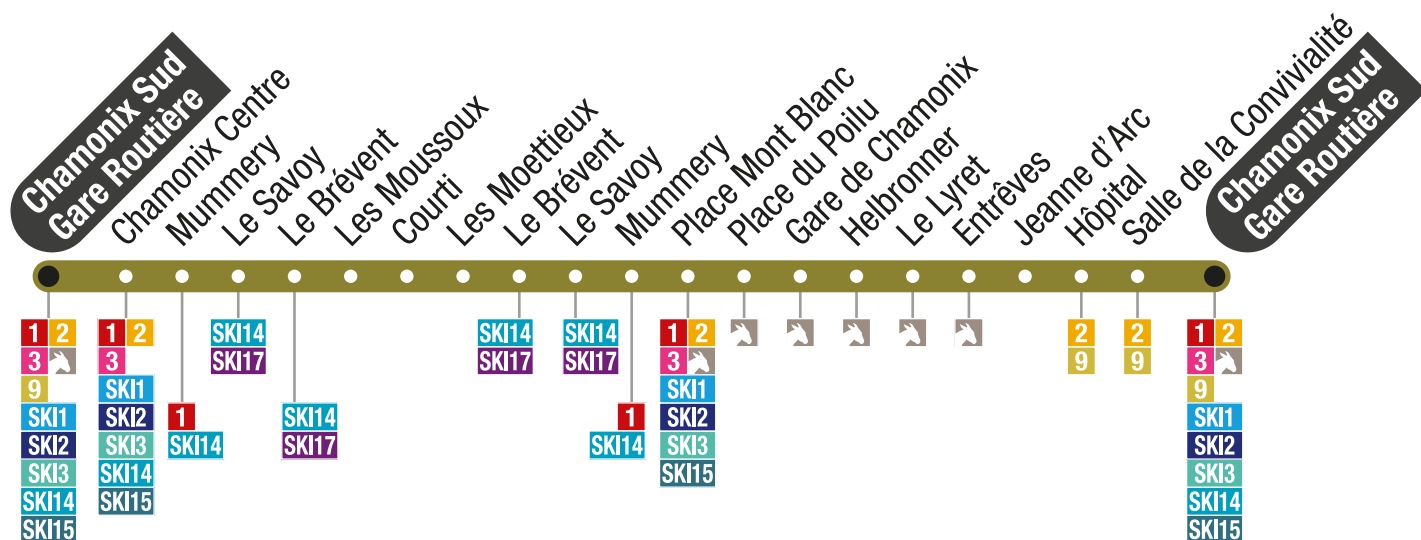 Chamonix Sud
Gare Routière
Chamonix Centre
Mummery
Le Savoy
Le Brévent
Les Moussoux
Courti
Les Moettieux
Le Brévent
Le Savoy
Mummery
Place Mont Blanc
Place du Poilu
Gare de Chamonix
Helbronner
Le Lyret
Entrêves
Jeanne d’Arc
Hôpital
Salle de la Convivialité
Chamonix Sud
Gare Routière
1 2
3
9
SKI1
SKI2
SKI3
SKI14
SKI15
1 2
3
SKI1
SKI2
SKI3
SKI14
SKI15
1
SKI14
SKI14
SKI17
SKI14
SKI17
SKI14
SKI17
SKI14
SKI17
1
SKI14
1 2
3
SKI1
SKI2
SKI3
SKI15
2
9
2
9
1 2
3
9
SKI1
SKI2
SKI3
SKI14
SKI15